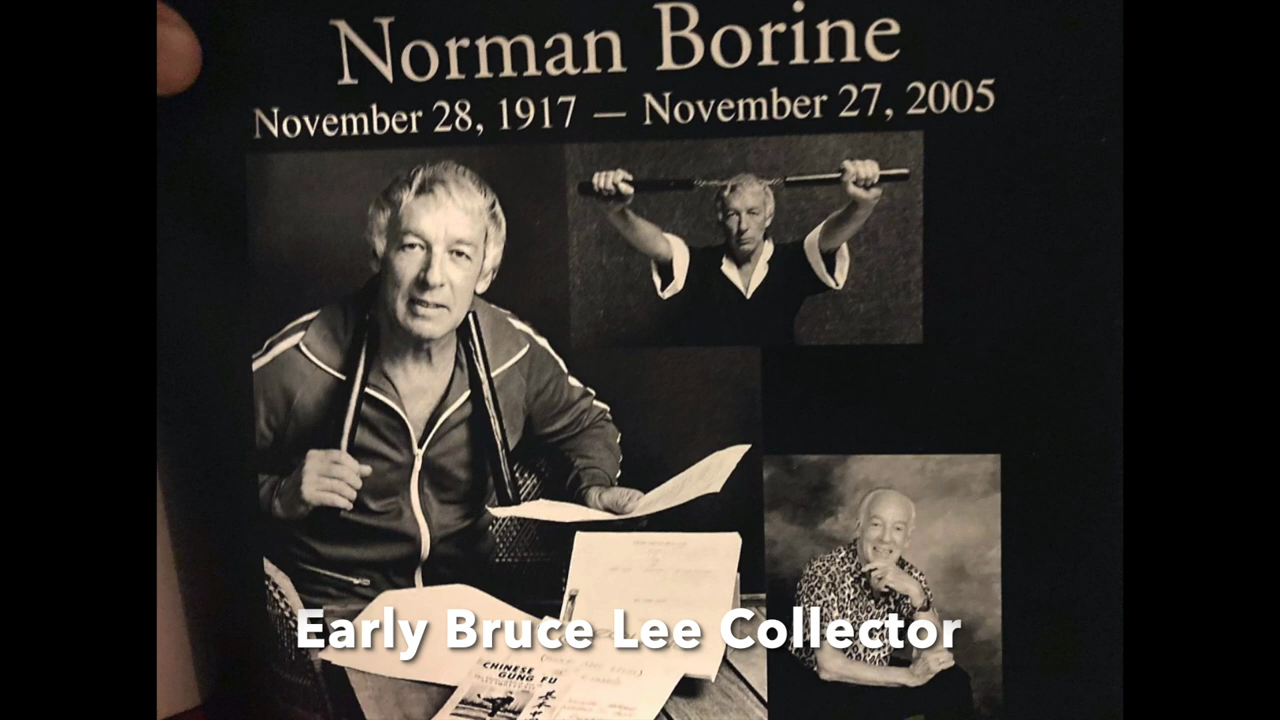 Norman Borine
November 28, 1917 — November 27, 2005
Early Bruce Lee Collector
CHINESE
GUNG FU